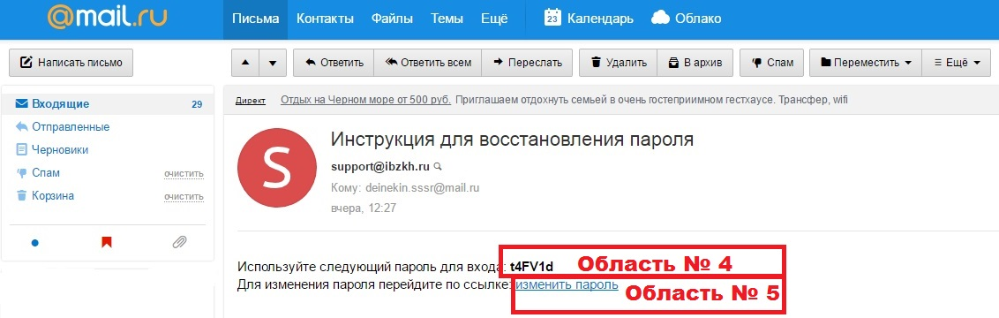 @mail.ru Письма Контакты Файлы Темы Ещё 23 Календарь Облако
Написать письмо Ответить Ответить всем Переслать Удалить В архив Спам Переместить Ещё
Входящие 29
Отправленные
Черновики
Спам очистить
Корзина очистить
Директ Отдых на Черном море от 500 руб. Приглашаем отдохнуть семьей в очень гостеприимном гестхаусе. Трансфер, wifi
S
Инструкция для восстановления пароля
support@ibzkh.ru
Кому: deinekin.sssr@mail.ru
вчера, 12:27
Используйте следующий пароль для входа: t4FV1d Область № 4
Для изменения пароля перейдите по ссылке: изменить пароль Область № 5